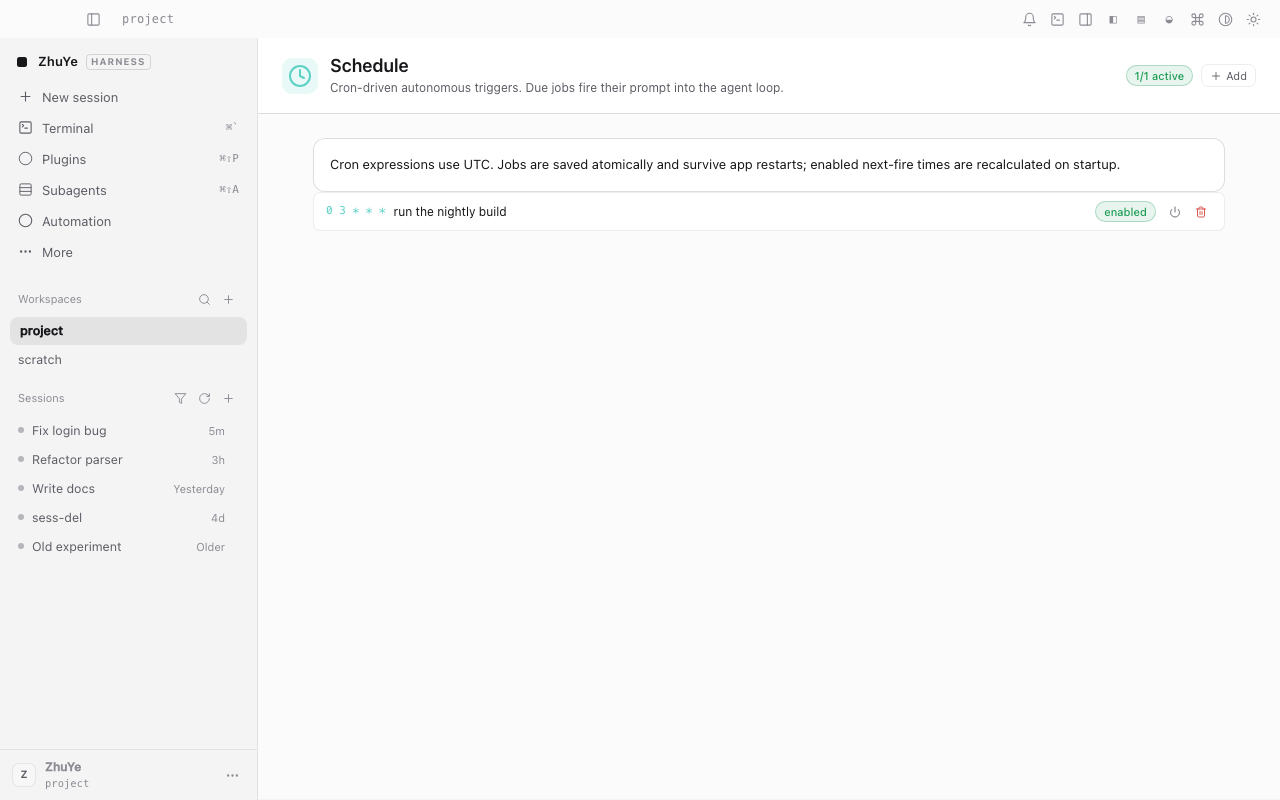 project
ZhuYe HARNESS
New session
Terminal ⌘`
Plugins ⌘⇧P
Subagents ⌘⇧A
Automation
More
Workspaces
project
scratch
Sessions
Fix login bug 5m
Refactor parser 3h
Write docs Yesterday
sess-del 4d
Old experiment Older
Z ZhuYe
project
Schedule
Cron-driven autonomous triggers. Due jobs fire their prompt into the agent loop.
1/1 active Add
Cron expressions use UTC. Jobs are saved atomically and survive app restarts; enabled next-fire times are recalculated on startup.
0 3 * * * run the nightly build enabled